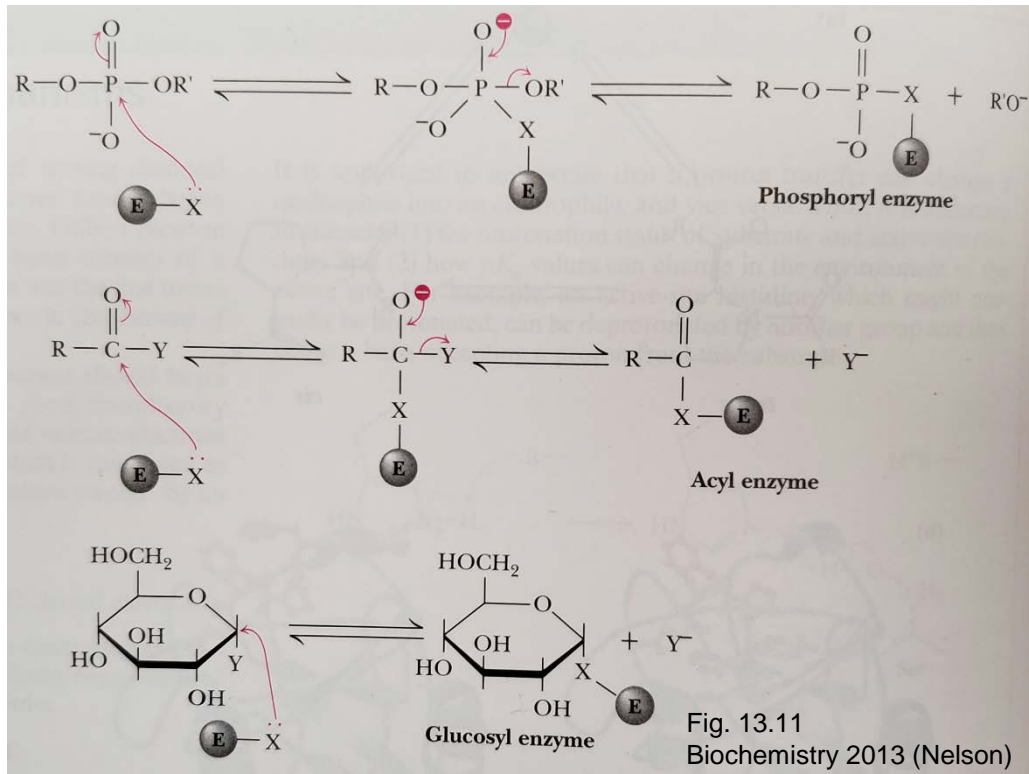 O
R—O—P—OR'
⁻O
E—X
O ⊖
R—O—P—OR'
⁻O
X
E
O
R—O—P—X + R'O⁻
⁻O
E
Phosphoryl enzyme
O
R—C—Y
E—X
O ⊖
R—C—Y
X
E
O
R—C + Y⁻
X—E
Acyl enzyme
HOCH₂
O
OH
HO
Y
OH
E—X
HOCH₂
O
OH
HO
X
OH
E
+ Y⁻
Glucosyl enzyme
Fig. 13.11
Biochemistry 2013 (Nelson)